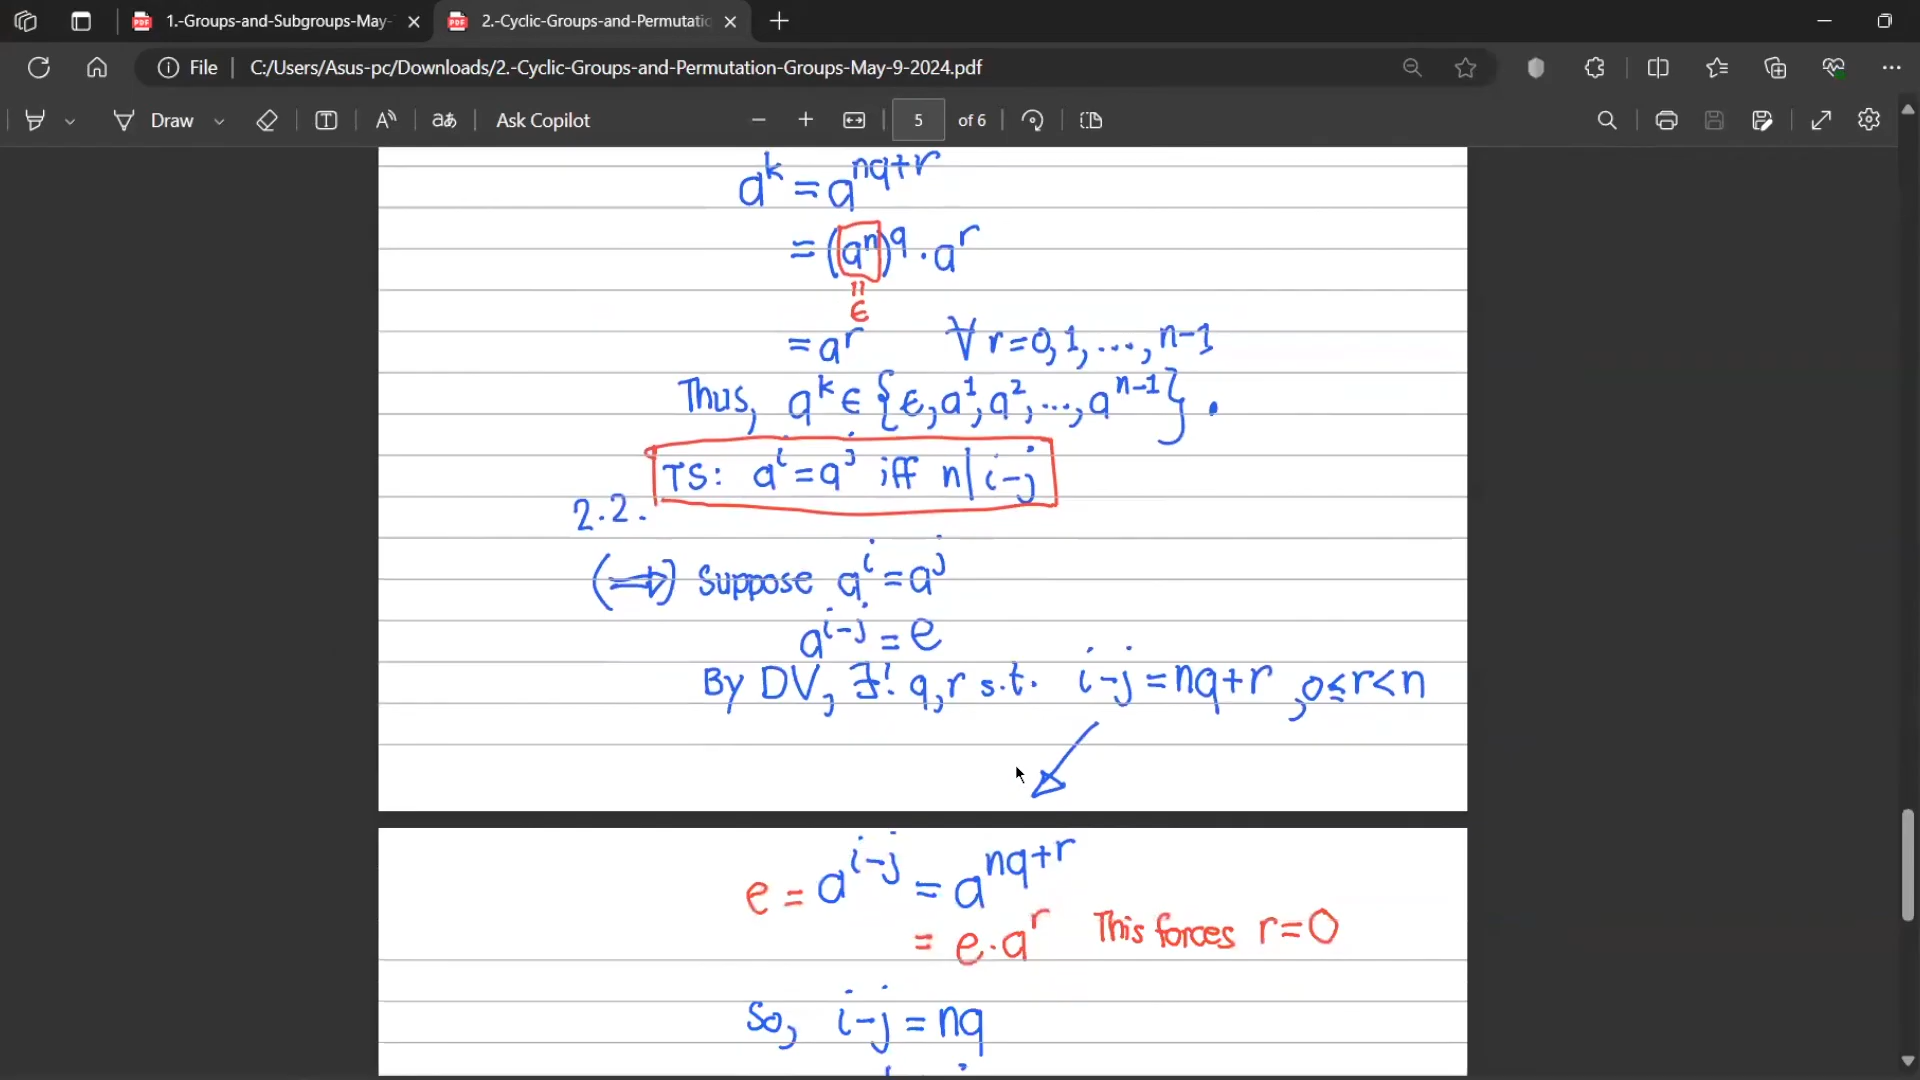 1.-Groups-and-Subgroups-May-
2.-Cyclic-Groups-and-Permutatio
File
C:/Users/Asus-pc/Downloads/2.-Cyclic-Groups-and-Permutation-Groups-May-9-2024.pdf
Draw
aあ
Ask Copilot
5
of 6
a^k = a^{nq+r}
= (a^n)^q · a^r
=
ϵ
= a^r ∀ r=0,1,...,n-1
Thus, a^k ∈ {ϵ, a^1, a^2, ..., a^{n-1}}.
TS: a^i = a^j iff n | i-j
2.2.
(⟹) Suppose a^i = a^j
a^{i-j} = e
By DV, ∃! q,r s.t. i-j = nq+r, 0≤r<n
e = a^{i-j} = a^{nq+r}
= e·a^r This forces r=0
So, i-j = nq